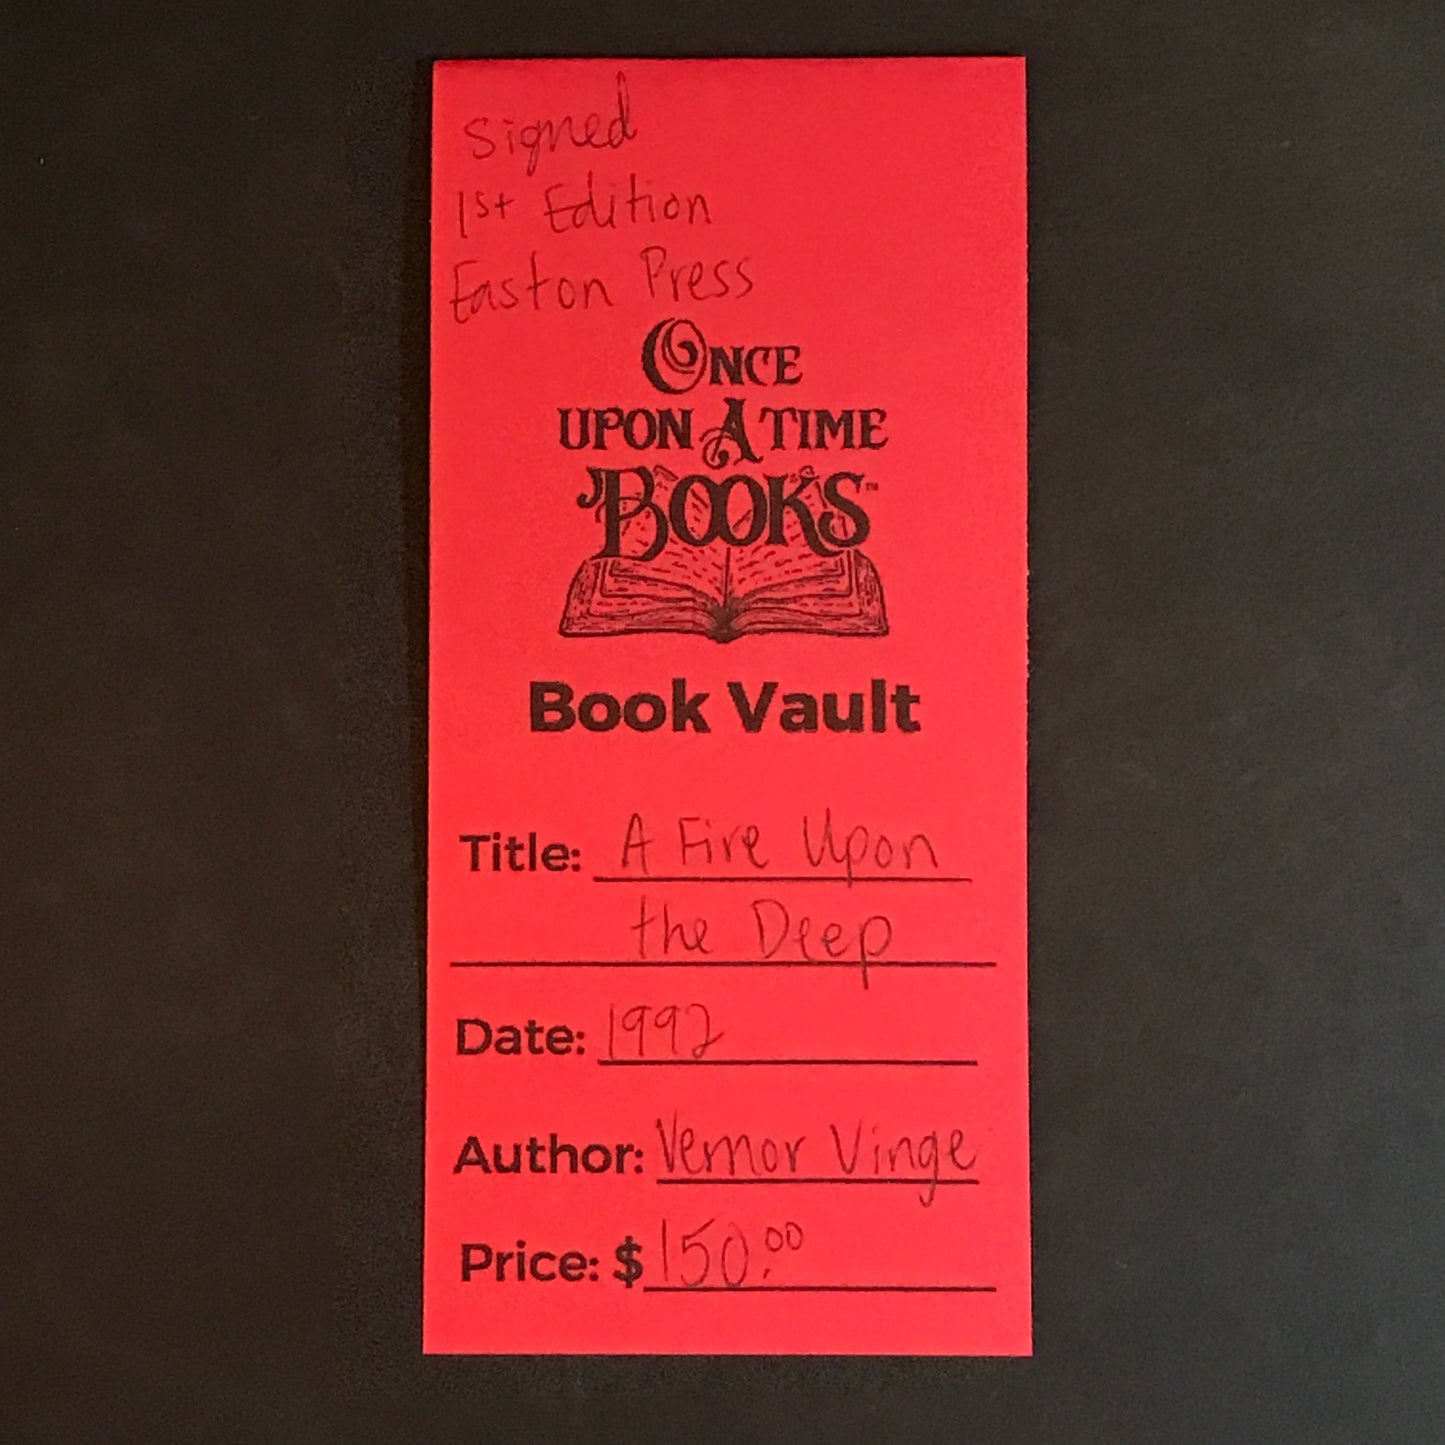 Signed
1st Edition
Easton Press
ONCE
UPON A TIME
BOOKS™
Book Vault
Title: A Fire Upon
the Deep
Date: 1992
Author: Vernor Vinge
Price: $150.00